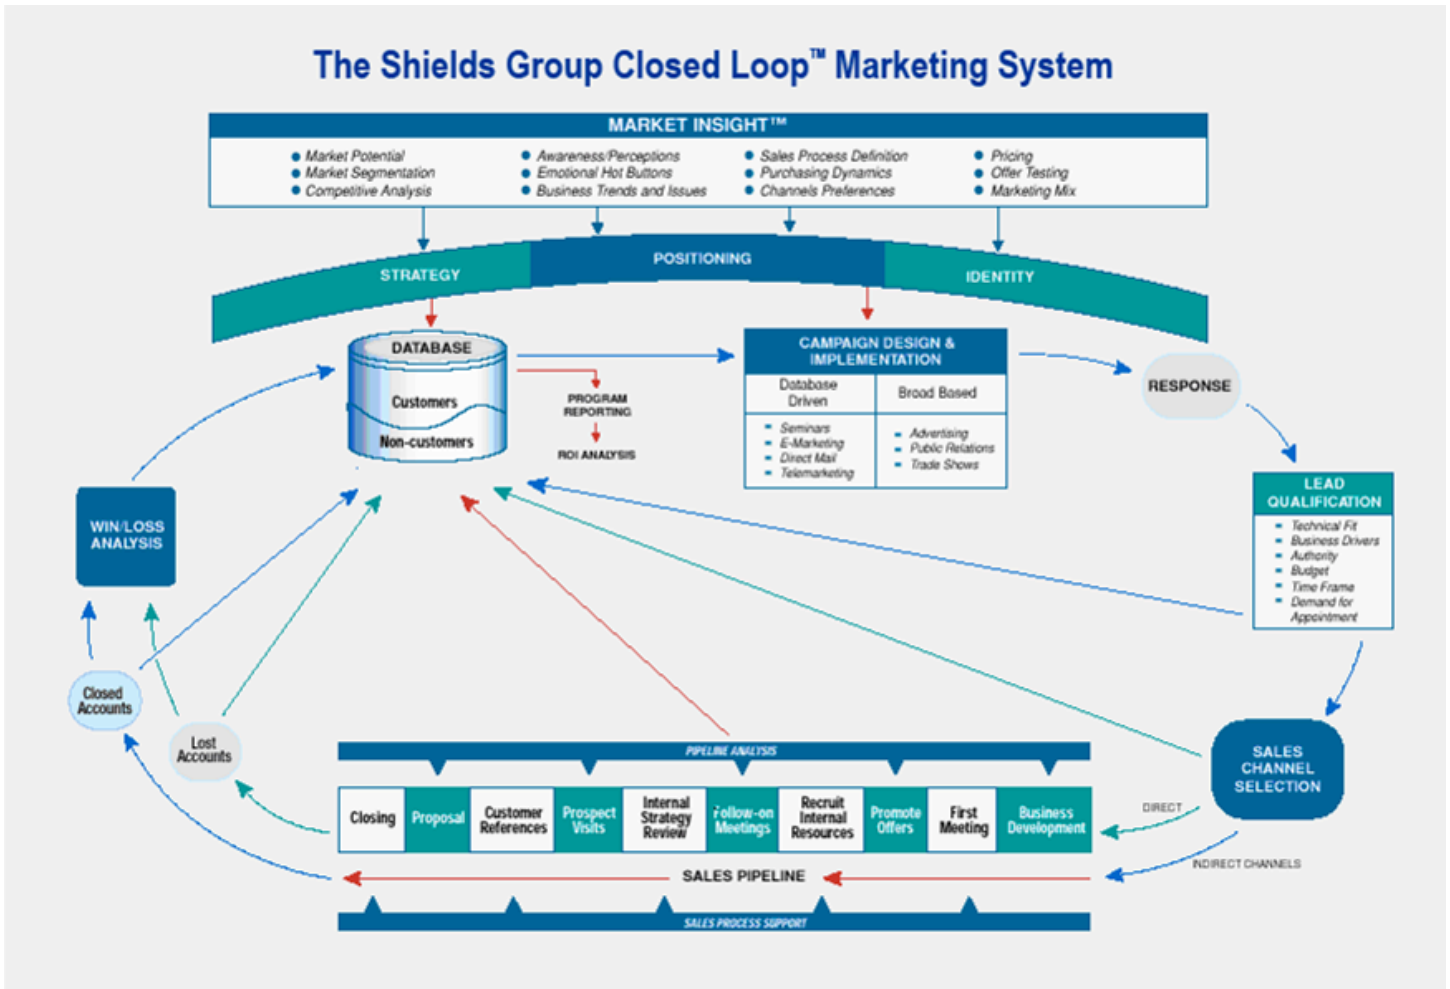 The Shields Group Closed Loop™ Marketing System
MARKET INSIGHT™
Market Potential
Market Segmentation
Competitive Analysis
Awareness/Perceptions
Emotional Hot Buttons
Business Trends and Issues
Sales Process Definition
Purchasing Dynamics
Channels Preferences
Pricing
Offer Testing
Marketing Mix
STRATEGY
POSITIONING
IDENTITY
DATABASE
Customers
Non-customers
PROGRAM
REPORTING
ROI ANALYSIS
CAMPAIGN DESIGN &
IMPLEMENTATION
Database
Driven
Broad Based
Seminars
E-Marketing
Direct Mail
Telemarketing
Advertising
Public Relations
Trade Shows
RESPONSE
LEAD
QUALIFICATION
Technical Fit
Business Drivers
Authority
Budget
Time Frame
Demand for
Appointment
WIN/LOSS
ANALYSIS
Closed
Accounts
Lost
Accounts
SALES
CHANNEL
SELECTION
DIRECT
INDIRECT CHANNELS
PIPELINE ANALYSIS
Closing
Proposal
Customer
References
Prospect
Visits
Internal
Strategy
Review
Follow-on
Meetings
Recruit
Internal
Resources
Promote
Offers
First
Meeting
Business
Development
SALES PIPELINE
SALES PROCESS SUPPORT